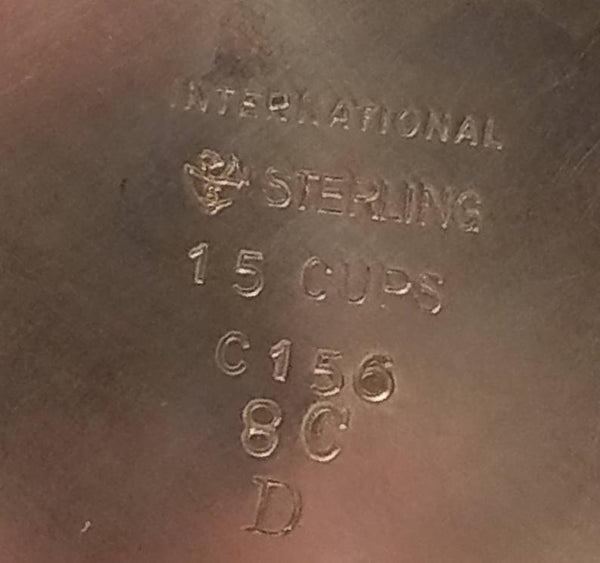 INTERNATIONAL
STERLING
15 CUPS
C156
8C
D